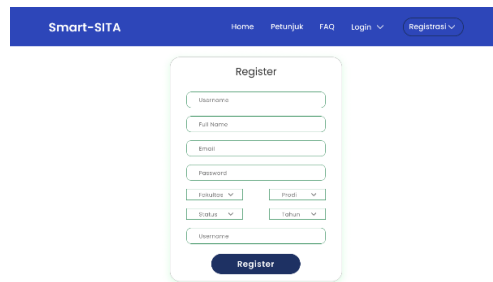 Smart-SITA Home Petunjuk FAQ Login Registrasi
Register
Username
Full Name
Email
Password
Fakultas Prodi
Status Tahun
Username
Register